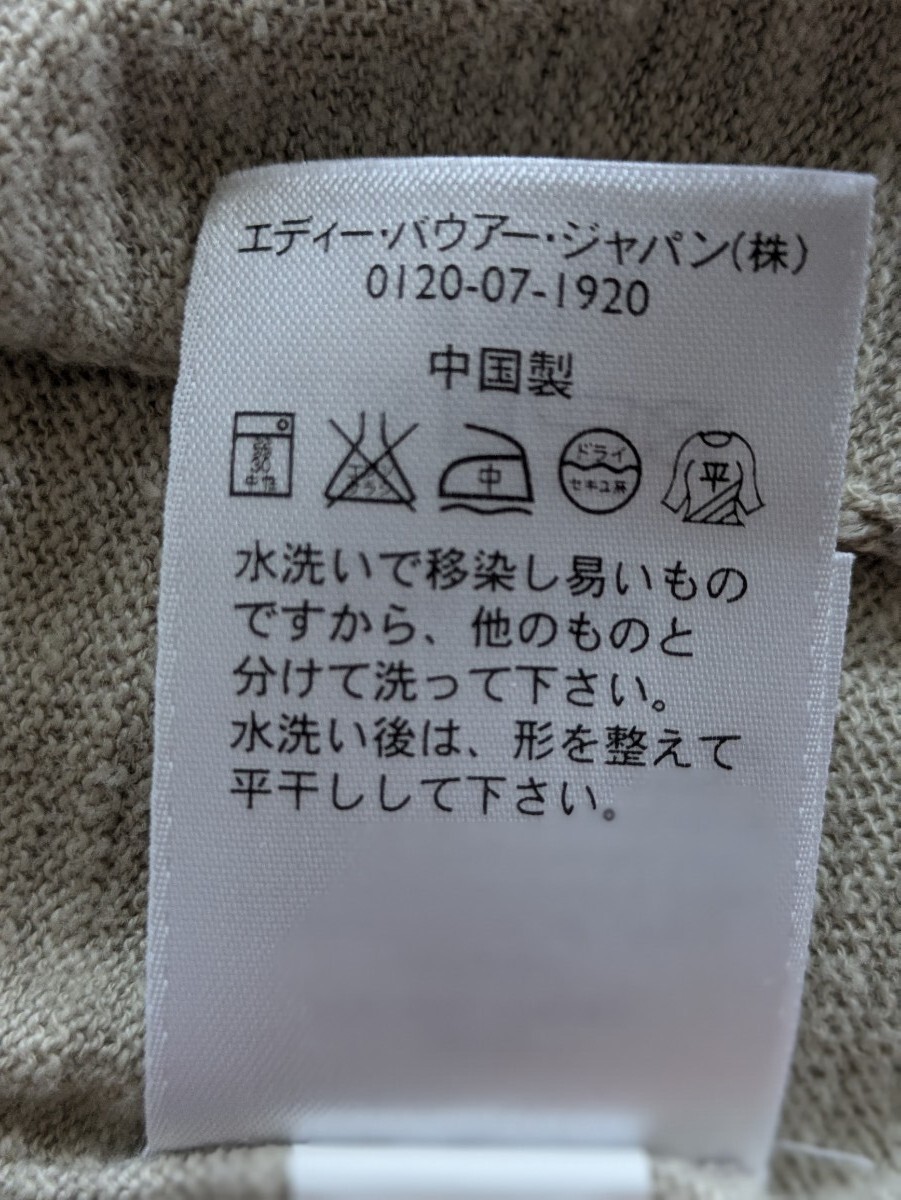 エディー・バウアー・ジャパン(株)
0120-07-1920
中国製
弱
30
中性
エンソ
サラシ
中
ドライ
セキユ系
平
水洗いで移染し易いもの
ですから、他のものと
分けて洗って下さい。
水洗い後は、形を整えて
平干しして下さい。